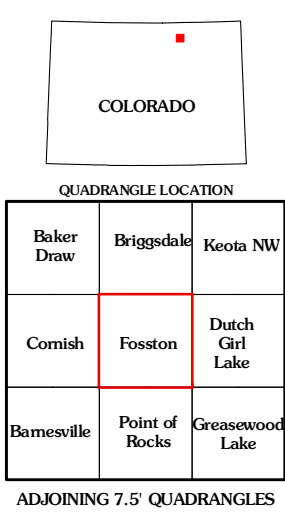 COLORADO
QUADRANGLE LOCATION
Baker
Draw
Briggsdale
Keota NW
Cornish
Fosston
Dutch
Girl
Lake
Barnesville
Point of
Rocks
Greasewood
Lake
ADJOINING 7.5' QUADRANGLES